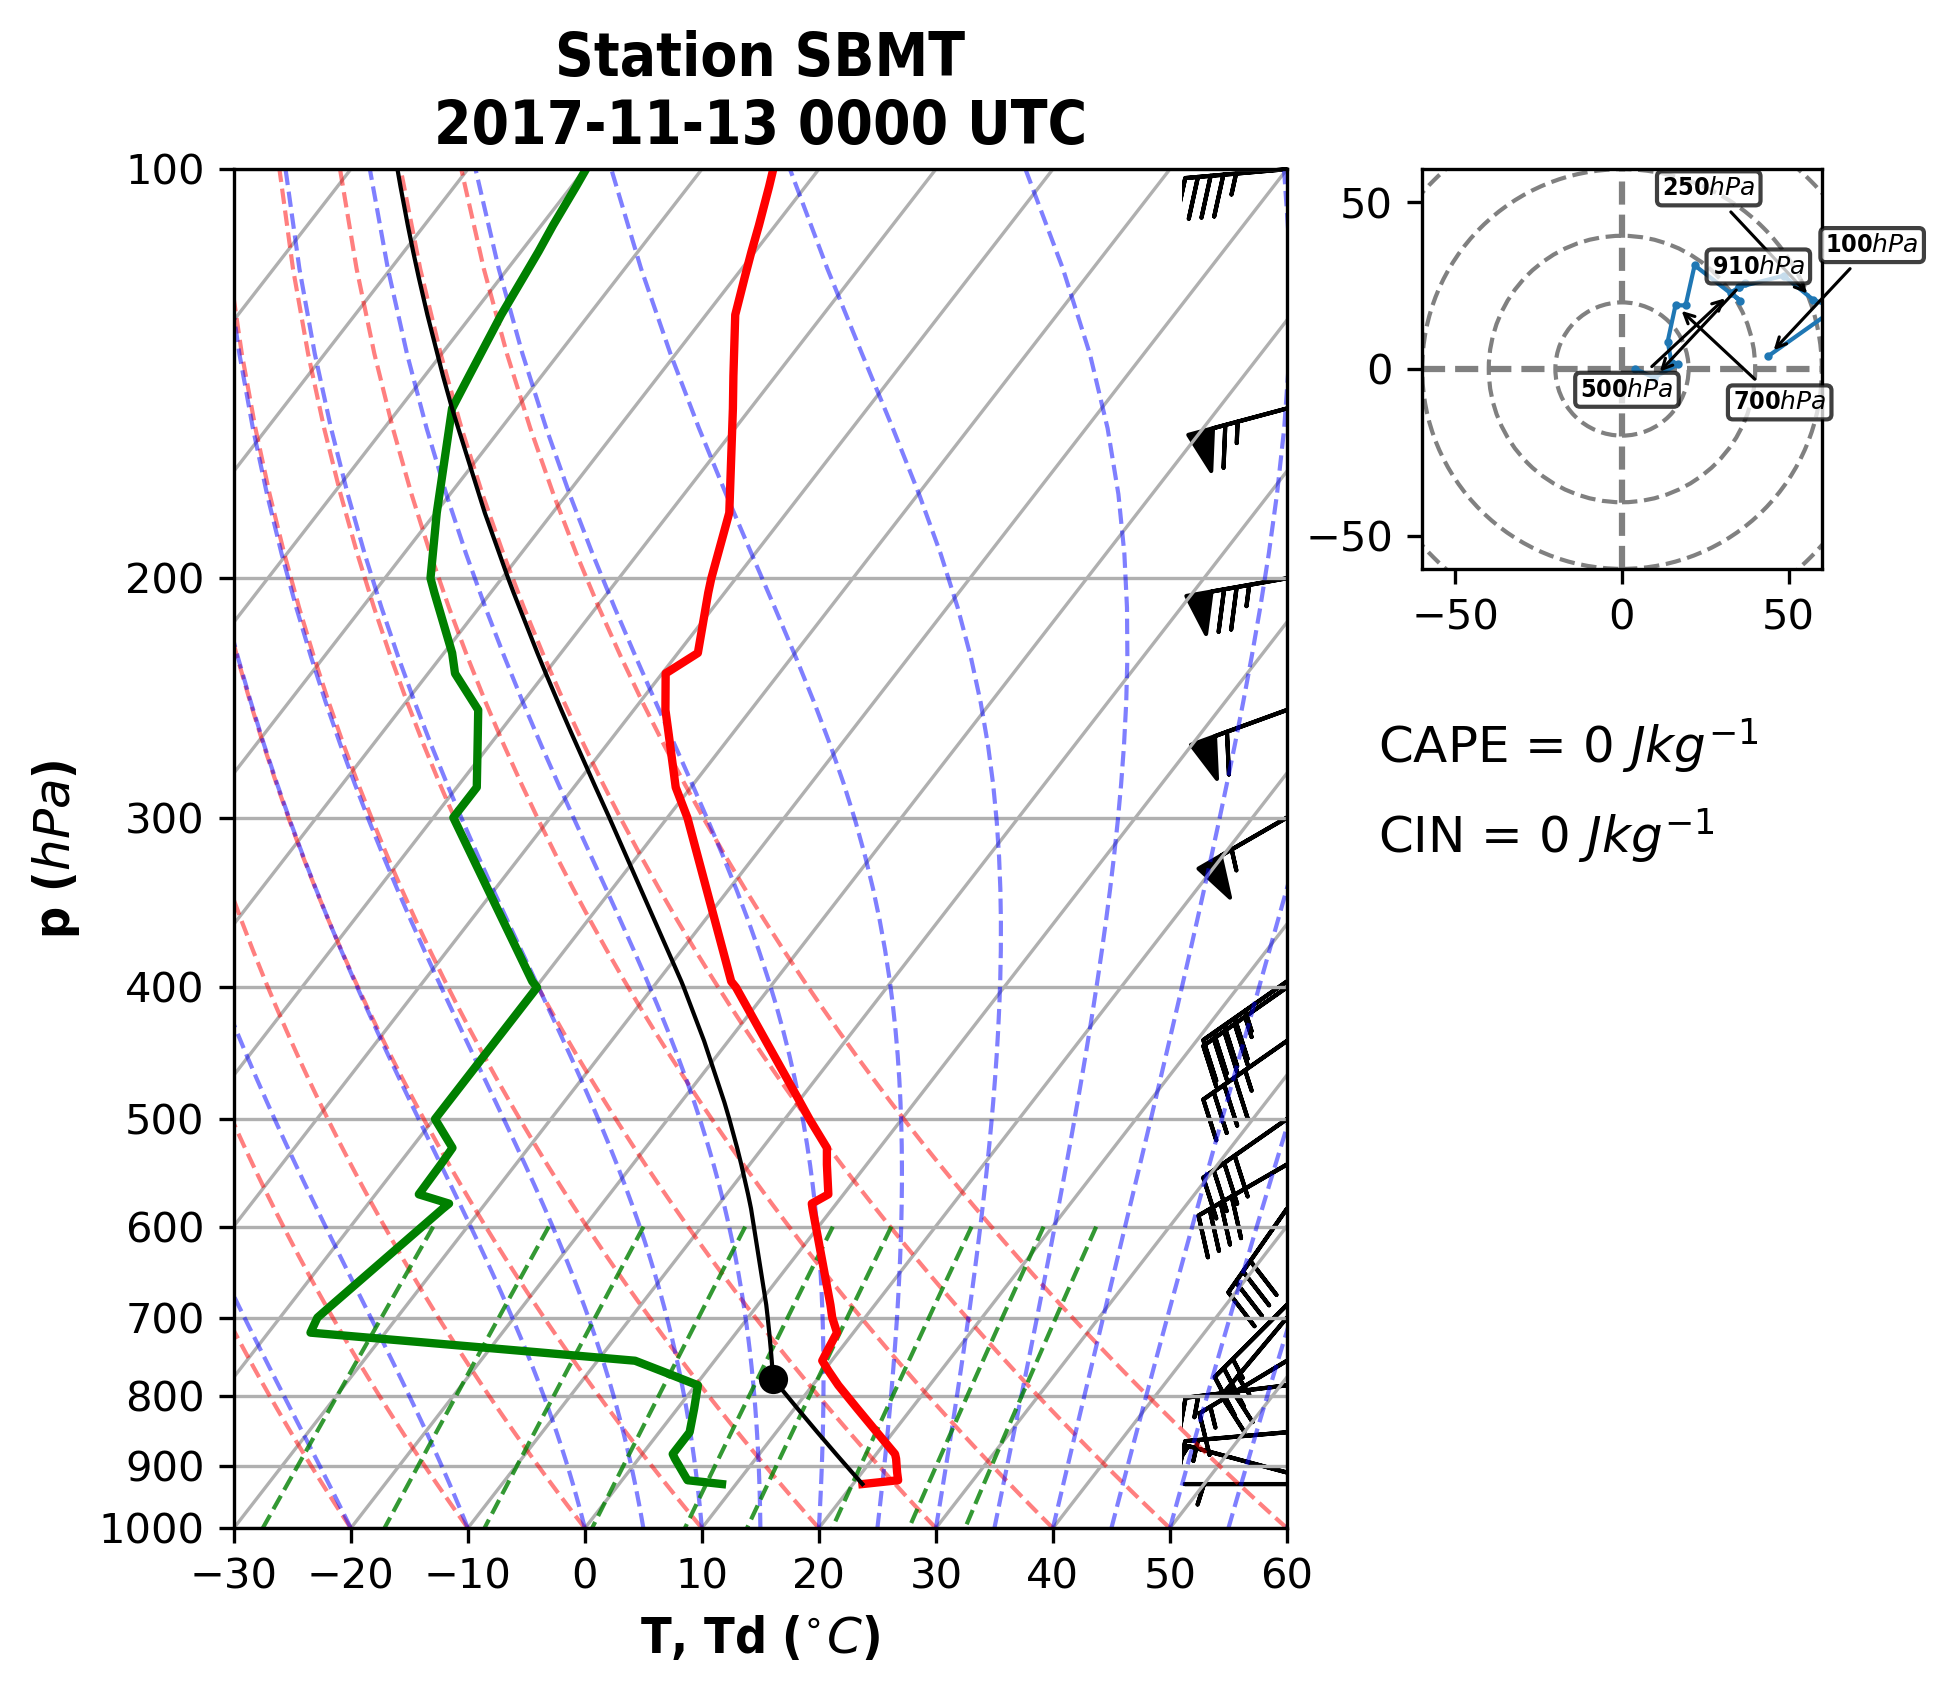 Station SBMT
2017-11-13 0000 UTC
100
200
300
400
500
600
700
800
900
1000
p (hPa)
−30 −20 −10 0 10 20 30 40 50 60
T, Td (°C)
50
0
−50
−50 0 50
250hPa
100hPa
910hPa
500hPa
700hPa
CAPE = 0 Jkg⁻¹
CIN = 0 Jkg⁻¹